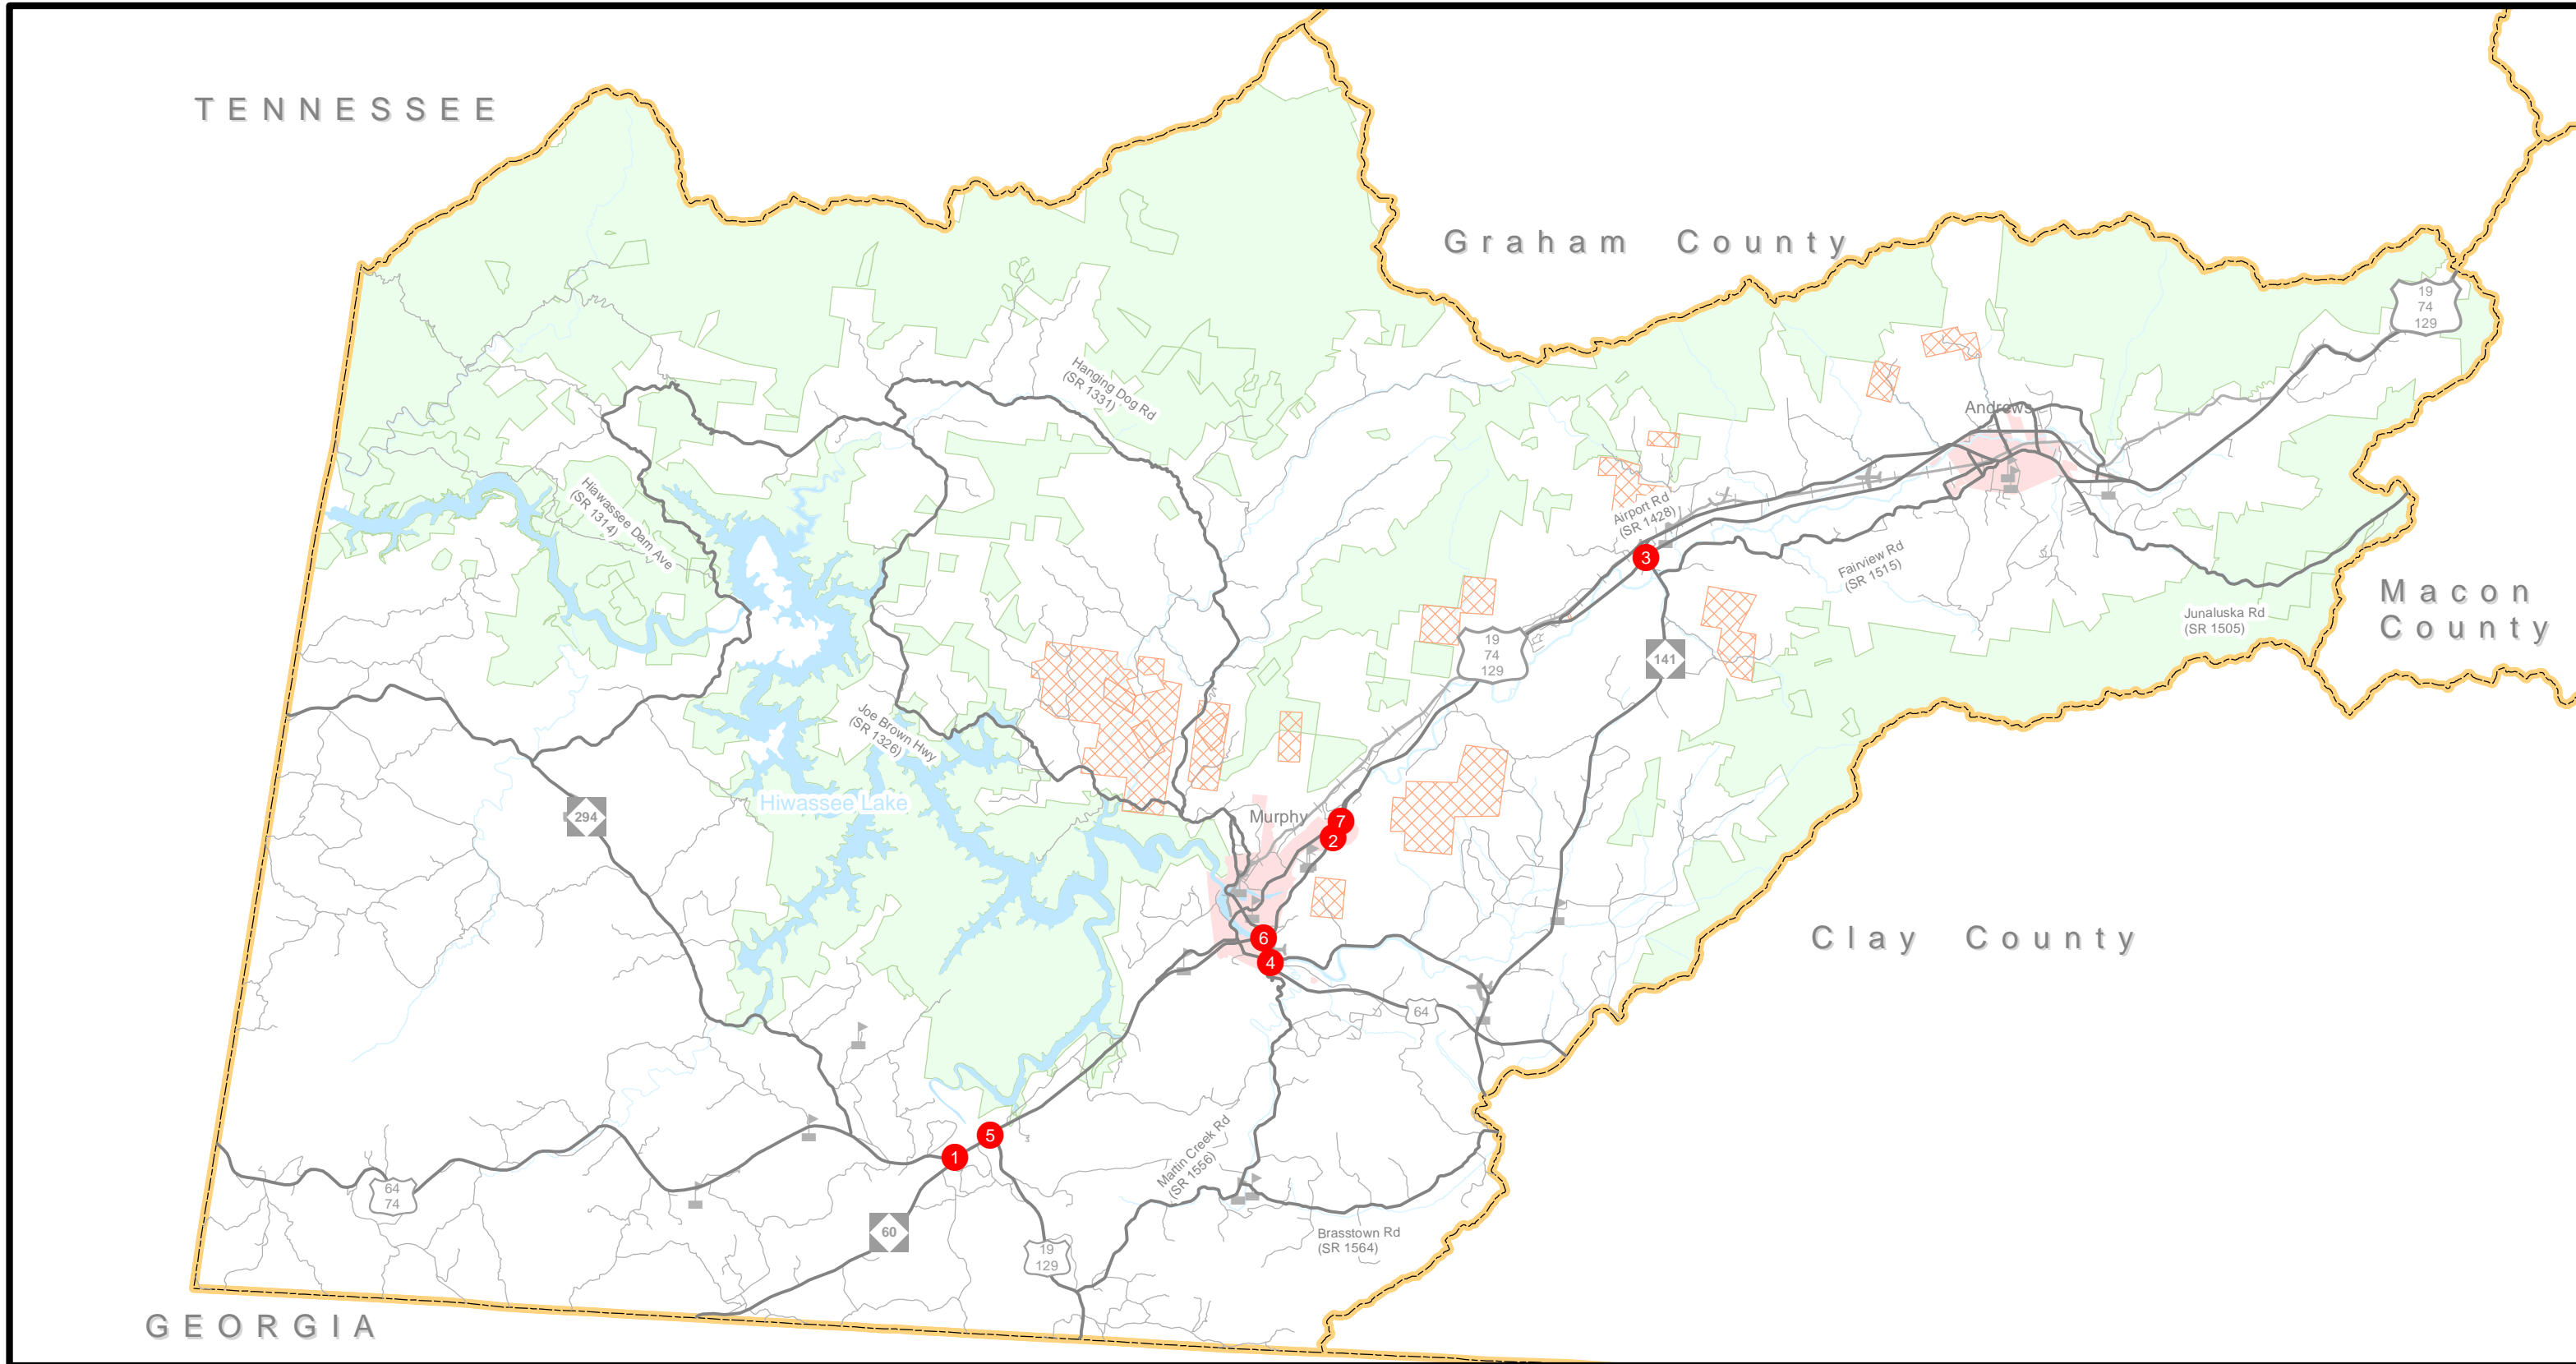 TENNESSEE
Graham County
19
74
129
Hanging Dog Rd
(SR 1331)
Andrews
Hiawassee Dam Ave
(SR 1314)
Airport Rd
(SR 1428)
3
Fairview Rd
(SR 1515)
Macon
County
Junaluska Rd
(SR 1505)
19
74
129
141
Joe Brown Hwy
(SR 1326)
Hiwassee Lake
294
Murphy
7
2
6
4
Clay County
64
5
1
Martin Creek Rd
(SR 1556)
64
74
60
19
129
Brasstown Rd
(SR 1564)
GEORGIA